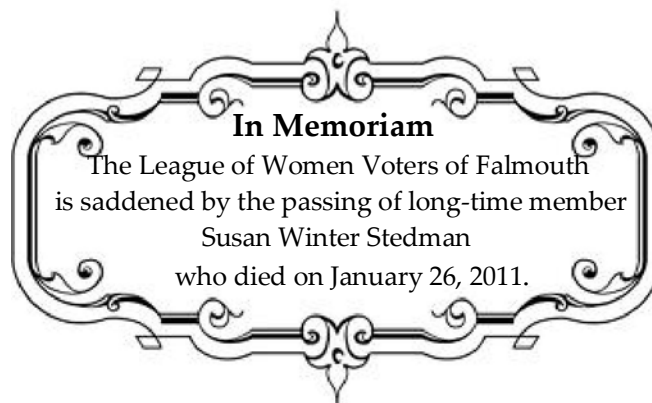 In Memoriam
The League of Women Voters of Falmouth
is saddened by the passing of long-time member
Susan Winter Stedman
who died on January 26, 2011.